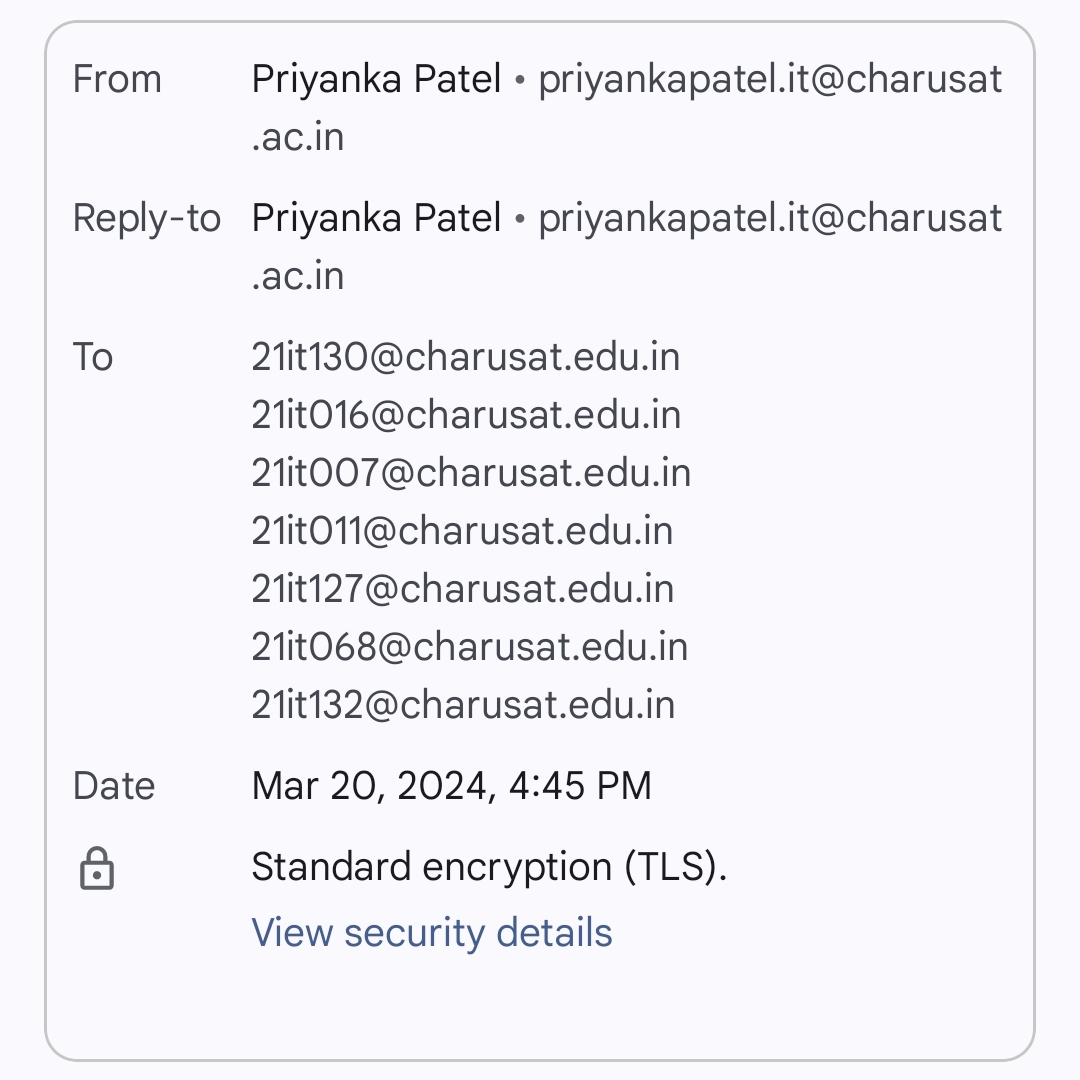 From Priyanka Patel • priyankapatel.it@charusat
.ac.in
Reply-to Priyanka Patel • priyankapatel.it@charusat
.ac.in
To 21it130@charusat.edu.in
21it016@charusat.edu.in
21it007@charusat.edu.in
21it011@charusat.edu.in
21it127@charusat.edu.in
21it068@charusat.edu.in
21it132@charusat.edu.in
Date Mar 20, 2024, 4:45 PM
Standard encryption (TLS).
View security details